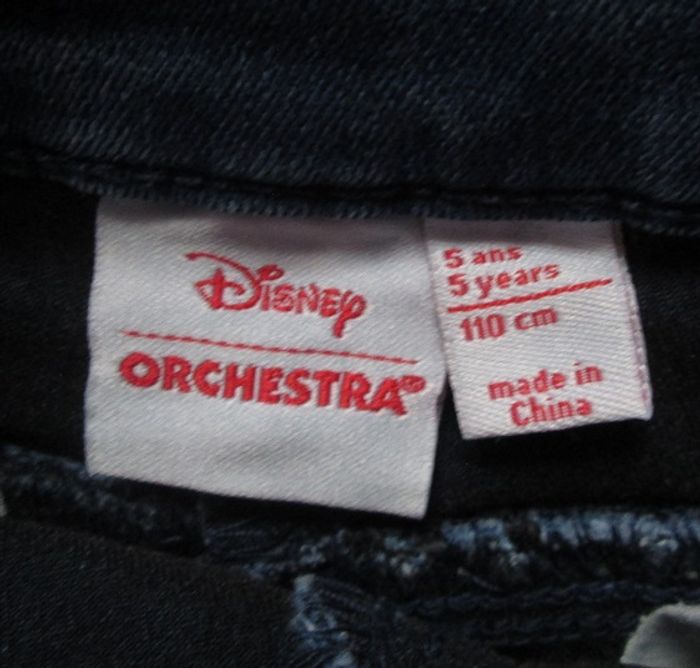 Disney
ORCHESTRA®
5 ans
5 years
110 cm
made in
China